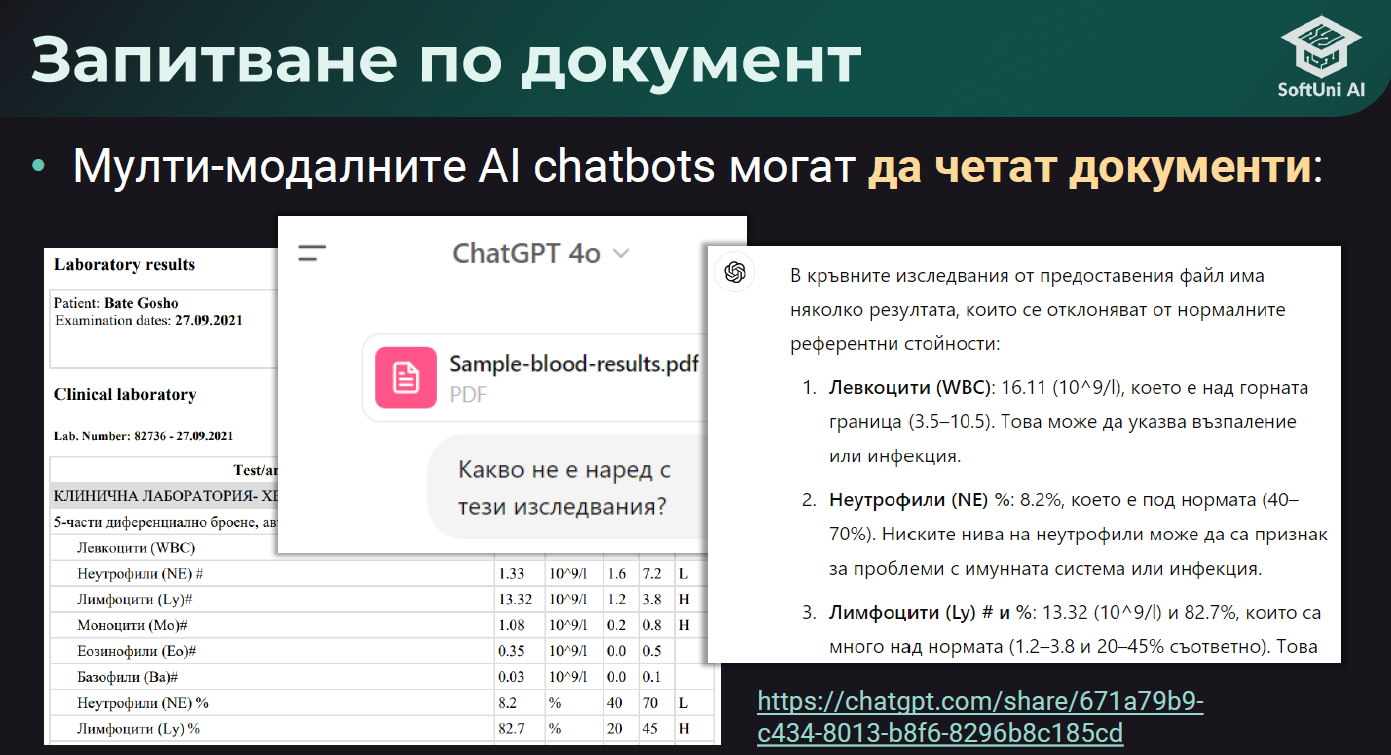 Запитване по документ
SoftUni AI
• Мулти-модалните AI chatbots могат да четат документи:
Laboratory results
Patient: Bate Gosho
Examination dates: 27.09.2021
Clinical laboratory
Lab. Number: 82736 - 27.09.2021
КЛИНИЧНА ЛАБОРАТОРИЯ-
5-части диференциално броене,
Левкоцити (WBC)
Неутрофили (NE) # 1.33 10^9/l 1.6 7.2 L
Лимфоцити (Ly)# 13.32 10^9/l 1.2 3.8 H
Моноцити (Mo)# 1.08 10^9/l 0.2 0.8 H
Еозинофили (Eo)# 0.35 10^9/l 0.0 0.5
Базофили (Ba)# 0.03 10^9/l 0.0 0.1
Неутрофили (NE) % 8.2 % 40 70 L
Лимфоцити (Ly) % 82.7 % 20 45 H
ChatGPT 4o
Sample-blood-results.pdf
PDF
Какво не е наред с
тези изследвания?
В кръвните изследвания от предоставения файл има
няколко резултата, които се отклоняват от нормалните
референтни стойности:
1. Левкоцити (WBC): 16.11 (10^9/l), което е над горната
граница (3.5–10.5). Това може да указва възпаление
или инфекция.
2. Неутрофили (NE) %: 8.2%, което е под нормата (40–
70%). Ниските нива на неутрофили може да са признак
за проблеми с имунната система или инфекция.
3. Лимфоцити (Ly) # и %: 13.32 (10^9/l) и 82.7%, които са
много над нормата (1.2–3.8 и 20–45% съответно). Това
https://chatgpt.com/share/671a79b9-
c434-8013-b8f6-8296b8c185cd